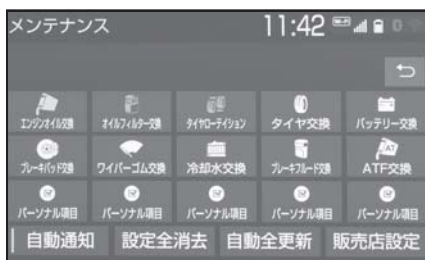 メンテナンス 11:42
エンジンオイル交換 オイルフィルター交換 タイヤローテイション タイヤ交換 バッテリー交換
ブレーキパッド交換 ワイパーゴム交換 冷却水交換 ブレーキフルード交換 ATF交換
パーソナル項目 パーソナル項目 パーソナル項目 パーソナル項目 パーソナル項目
自動通知 設定全消去 自動全更新 販売店設定